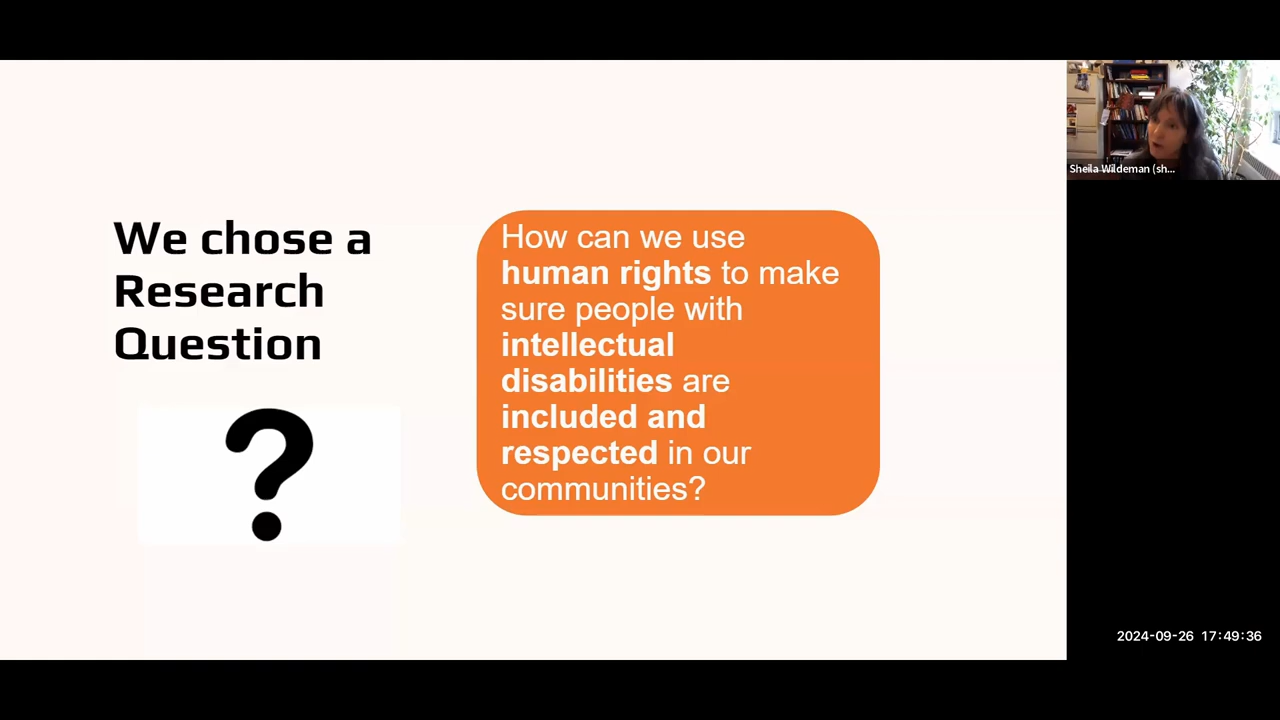 We chose a
Research
Question
?
How can we use
human rights to make
sure people with
intellectual
disabilities are
included and
respected in our
communities?
Sheila Wildeman (sh...
2024-09-26 17:49:36